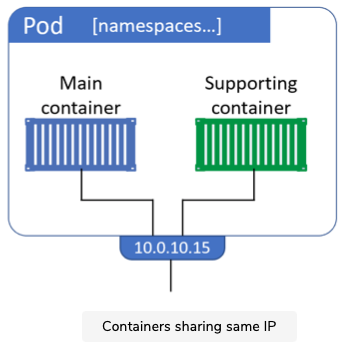 Pod [namespaces...]
Main container
Supporting container
10.0.10.15
Containers sharing same IP